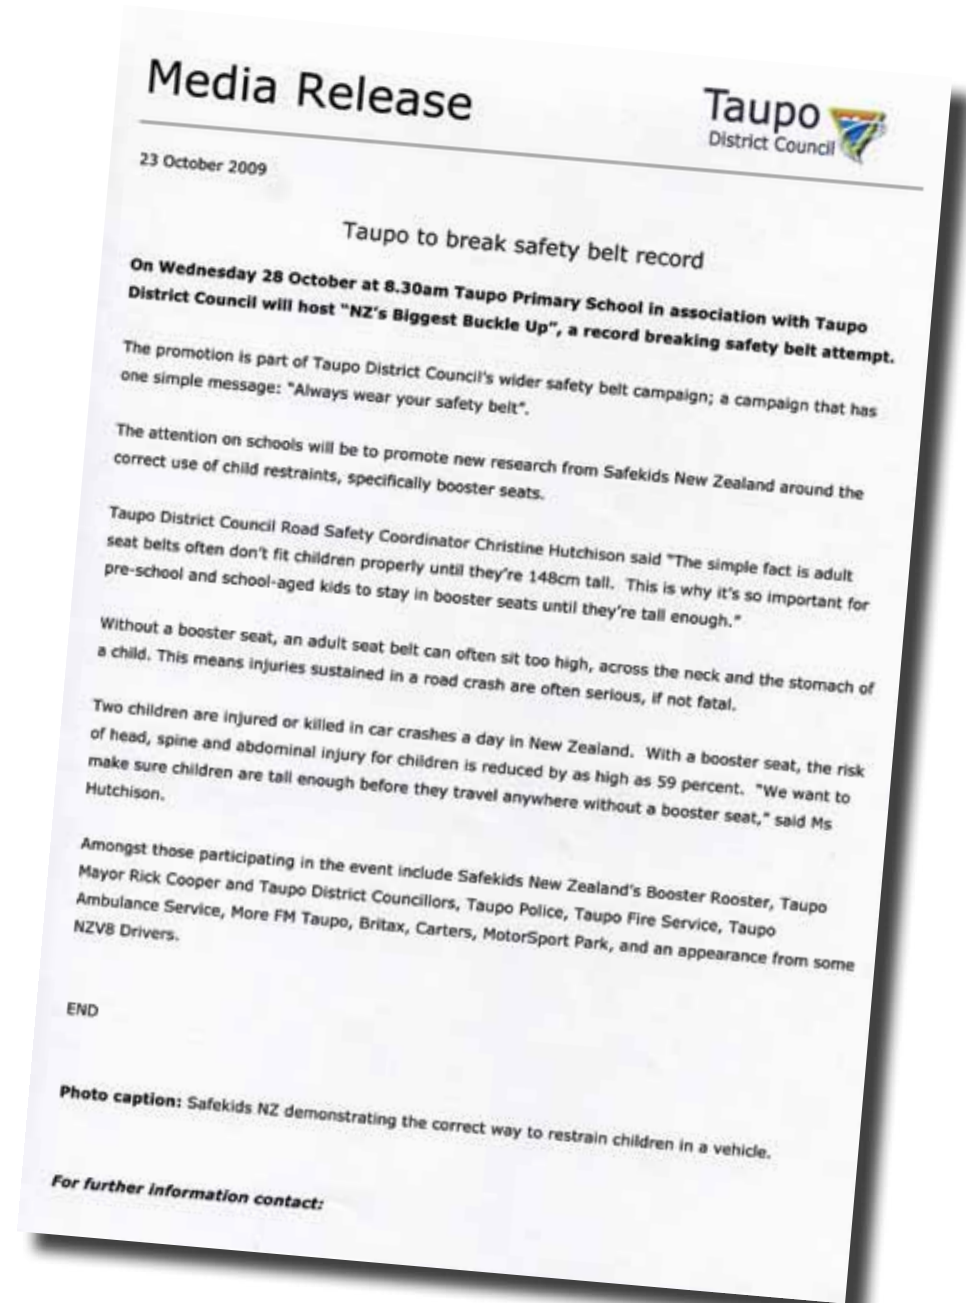 Media Release
Taupo
District Council
23 October 2009
Taupo to break safety belt record
On Wednesday 28 October at 8.30am Taupo Primary School in association with Taupo
District Council will host "NZ's Biggest Buckle Up", a record breaking safety belt attempt.
The promotion is part of Taupo District Council's wider safety belt campaign; a campaign that has
one simple message: "Always wear your safety belt".
The attention on schools will be to promote new research from Safekids New Zealand around the
correct use of child restraints, specifically booster seats.
Taupo District Council Road Safety Coordinator Christine Hutchison said "The simple fact is adult
seat belts often don't fit children properly until they're 148cm tall.  This is why it's so important for
pre-school and school-aged kids to stay in booster seats until they're tall enough."
Without a booster seat, an adult seat belt can often sit too high, across the neck and the stomach of
a child. This means injuries sustained in a road crash are often serious, if not fatal.
Two children are injured or killed in car crashes a day in New Zealand.  With a booster seat, the risk
of head, spine and abdominal injury for children is reduced by as high as 59 percent.  "We want to
make sure children are tall enough before they travel anywhere without a booster seat," said Ms
Hutchison.
Amongst those participating in the event include Safekids New Zealand's Booster Rooster, Taupo
Mayor Rick Cooper and Taupo District Councillors, Taupo Police, Taupo Fire Service, Taupo
Ambulance Service, More FM Taupo, Britax, Carters, MotorSport Park, and an appearance from some
NZV8 Drivers.
END
Photo caption: Safekids NZ demonstrating the correct way to restrain children in a vehicle.
For further information contact: